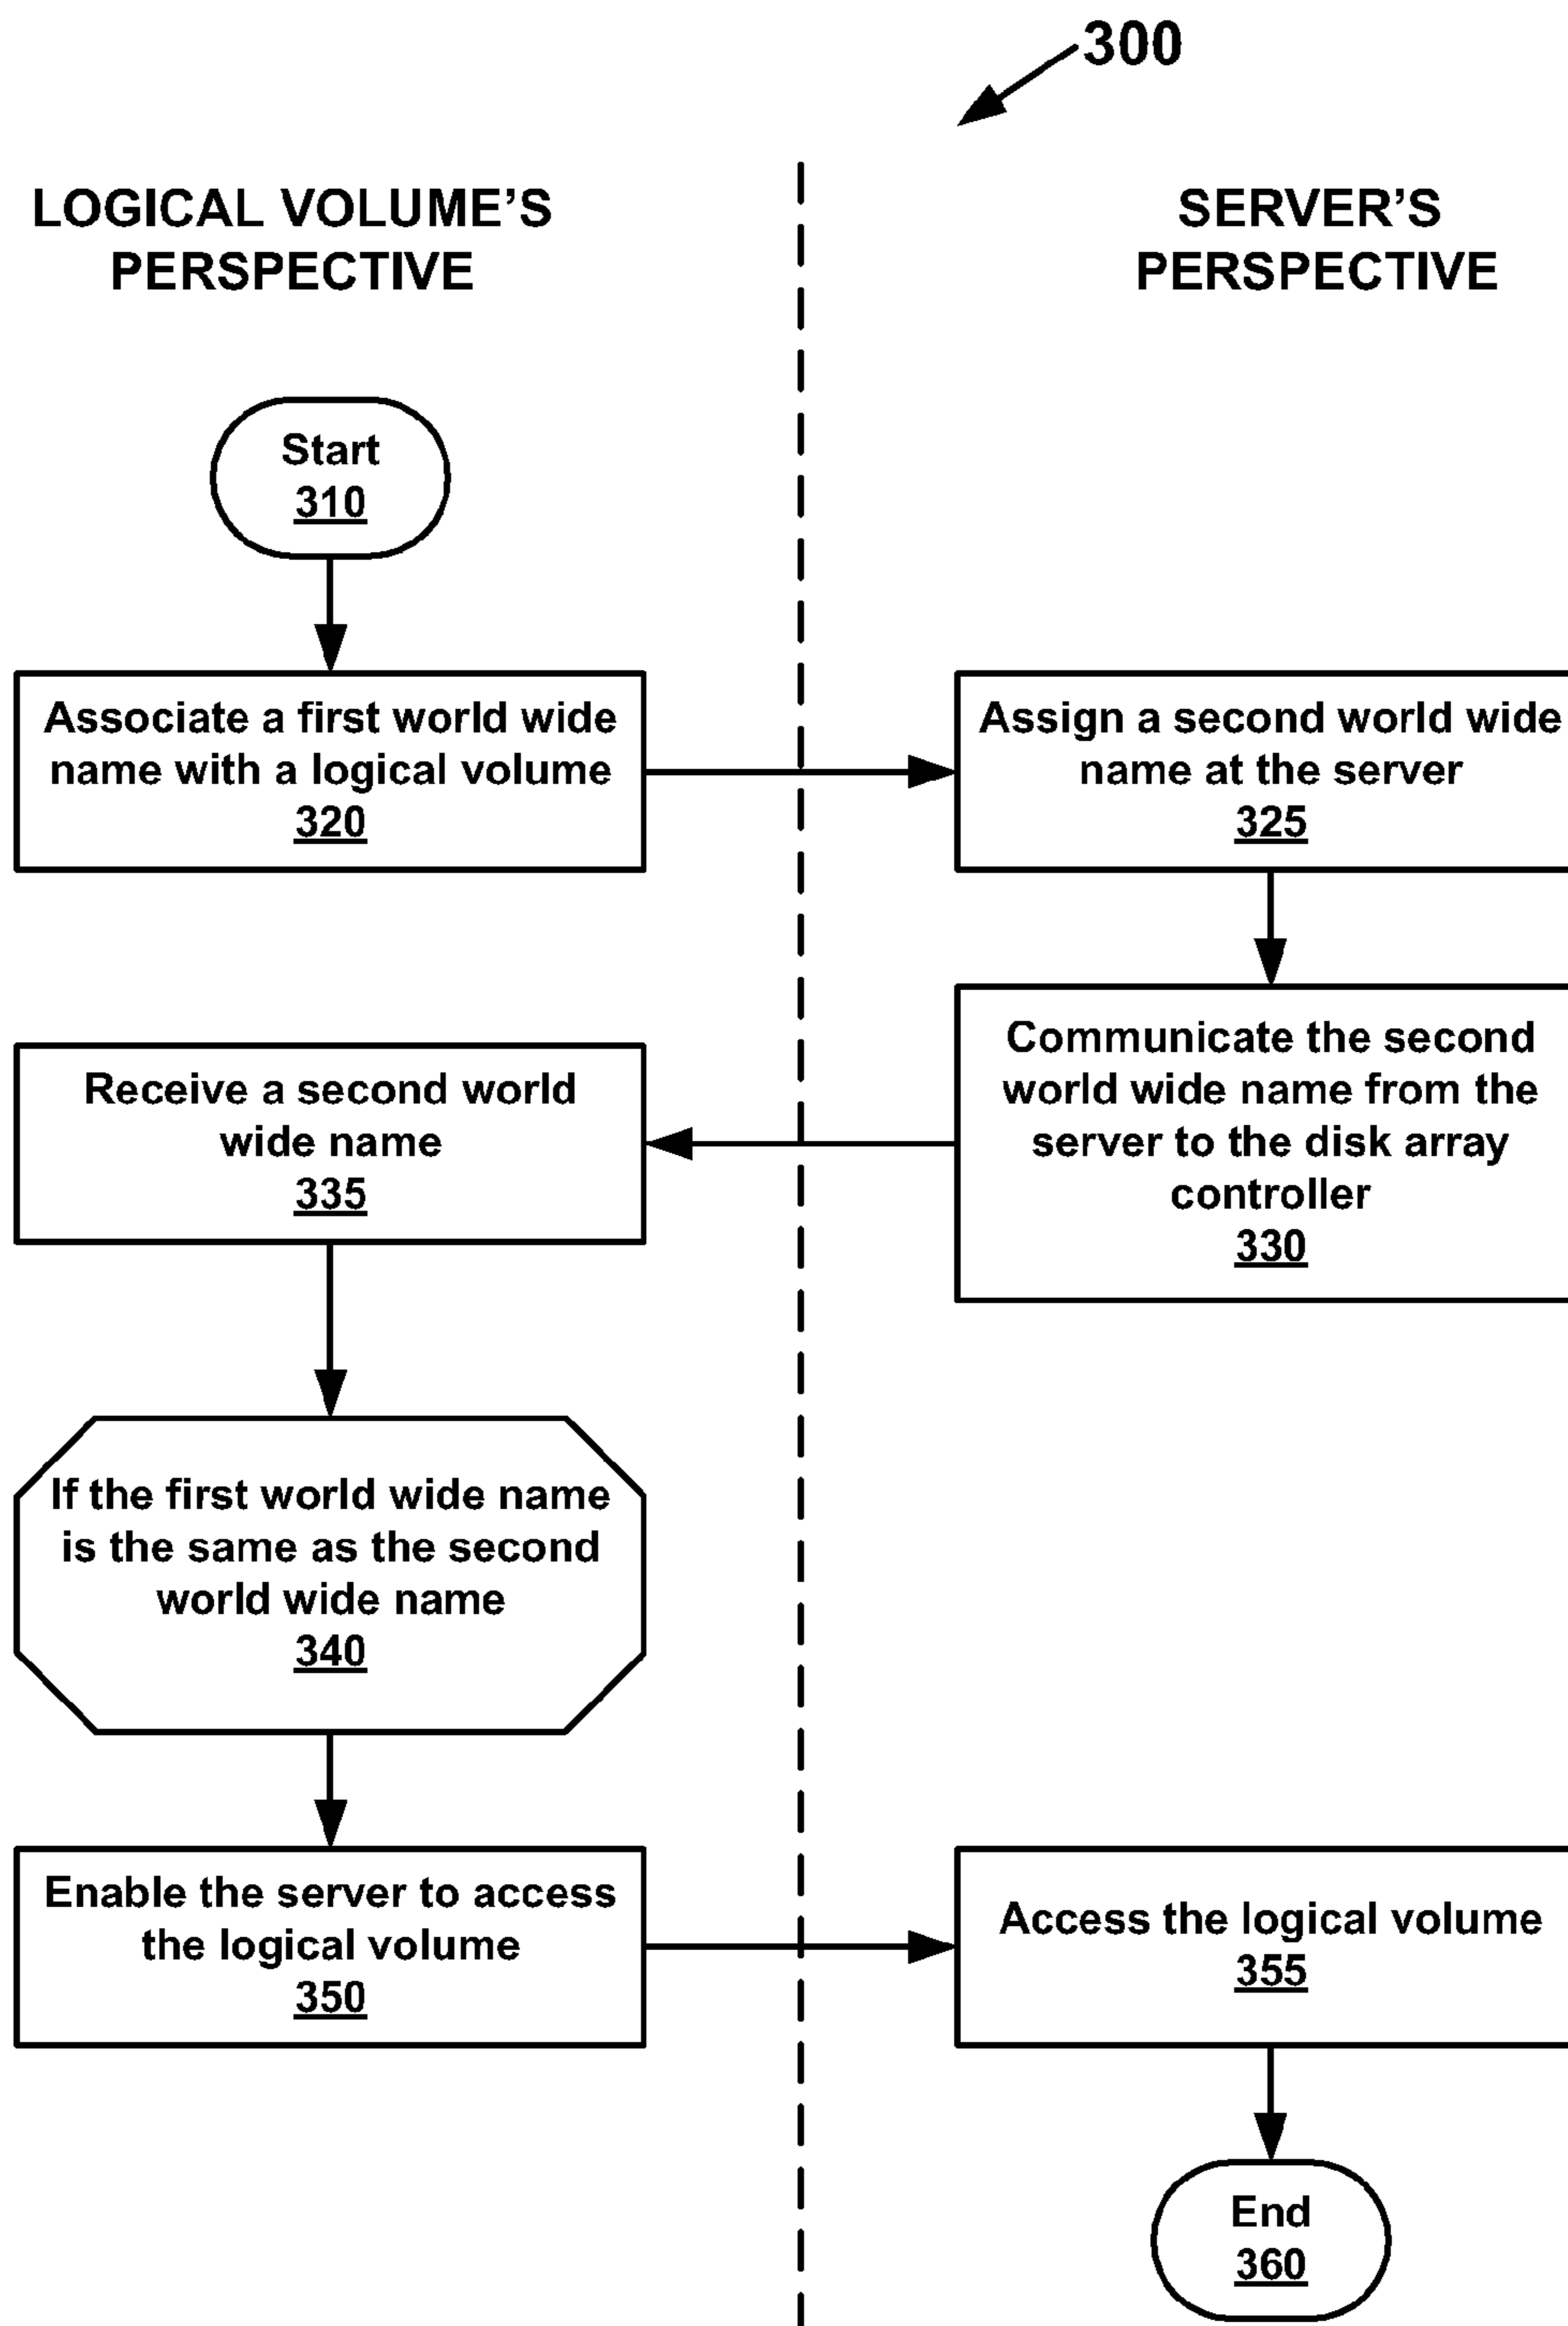 300
LOGICAL VOLUME'S
PERSPECTIVE
SERVER'S
PERSPECTIVE
Start
310
Associate a first world wide
name with a logical volume
320
Assign a second world wide
name at the server
325
Communicate the second
world wide name from the
server to the disk array
controller
330
Receive a second world
wide name
335
If the first world wide name
is the same as the second
world wide name
340
Enable the server to access
the logical volume
350
Access the logical volume
355
End
360